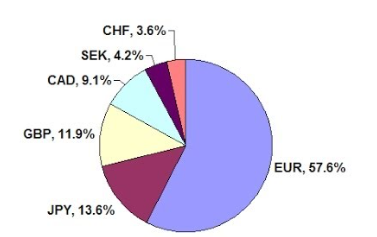 CHF, 3.6%
SEK, 4.2%
CAD, 9.1%
GBP, 11.9%
EUR, 57.6%
JPY, 13.6%